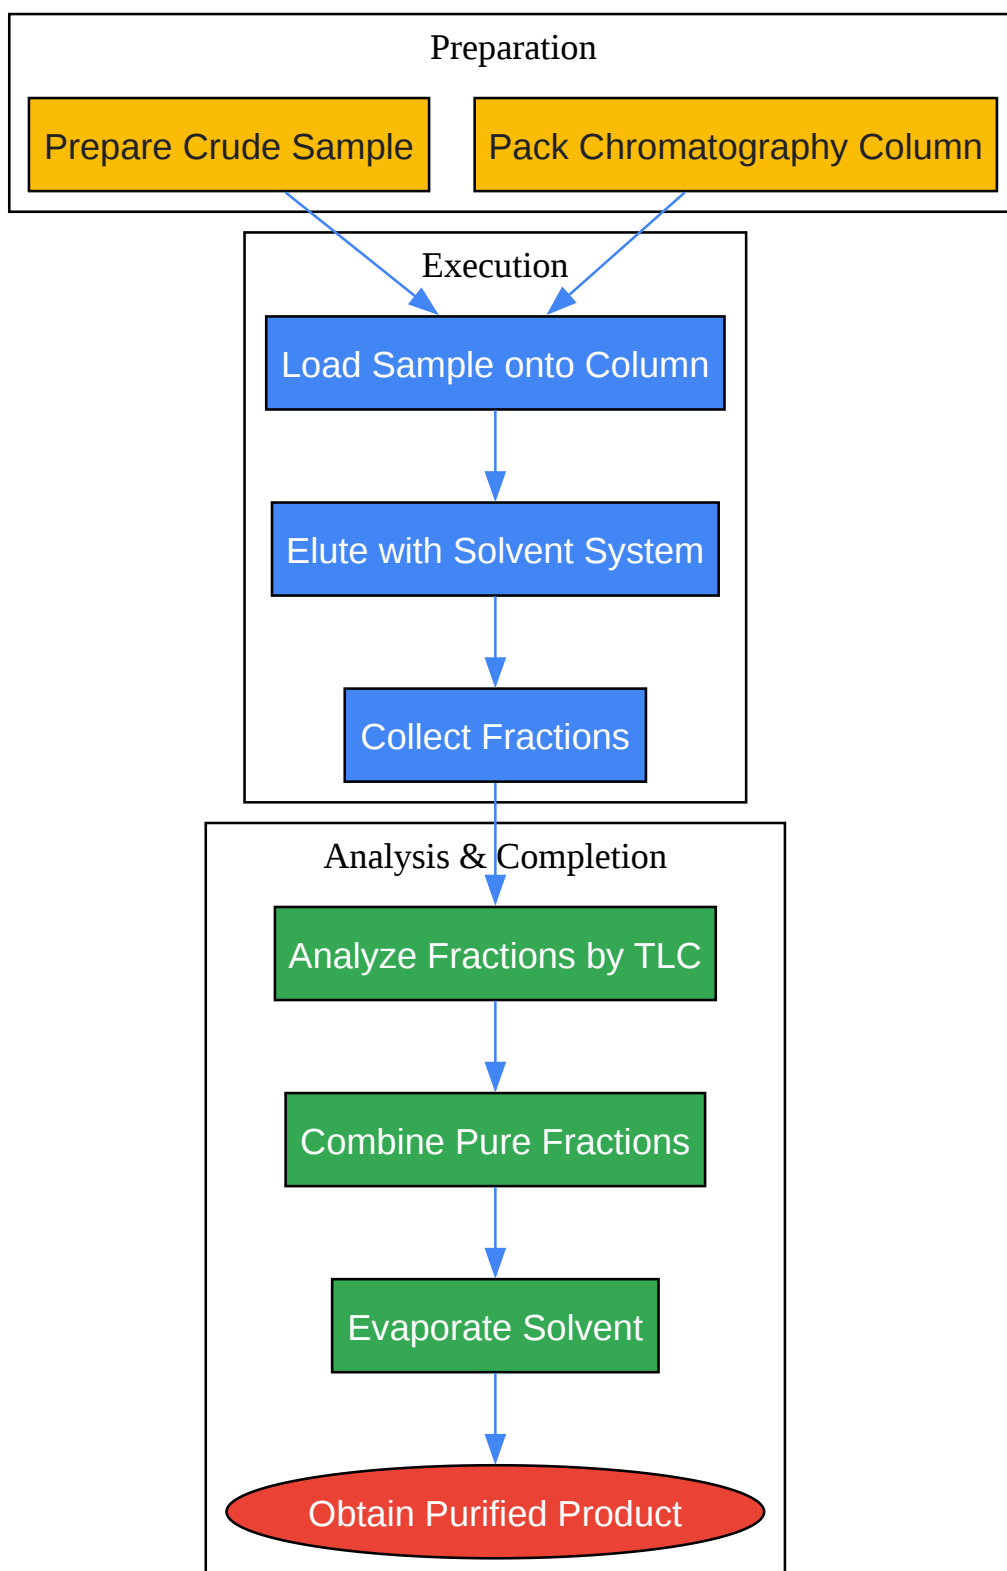 Preparation
Prepare Crude Sample
Pack Chromatography Column
Execution
Load Sample onto Column
Elute with Solvent System
Collect Fractions
Analysis & Completion
Analyze Fractions by TLC
Combine Pure Fractions
Evaporate Solvent
Obtain Purified Product